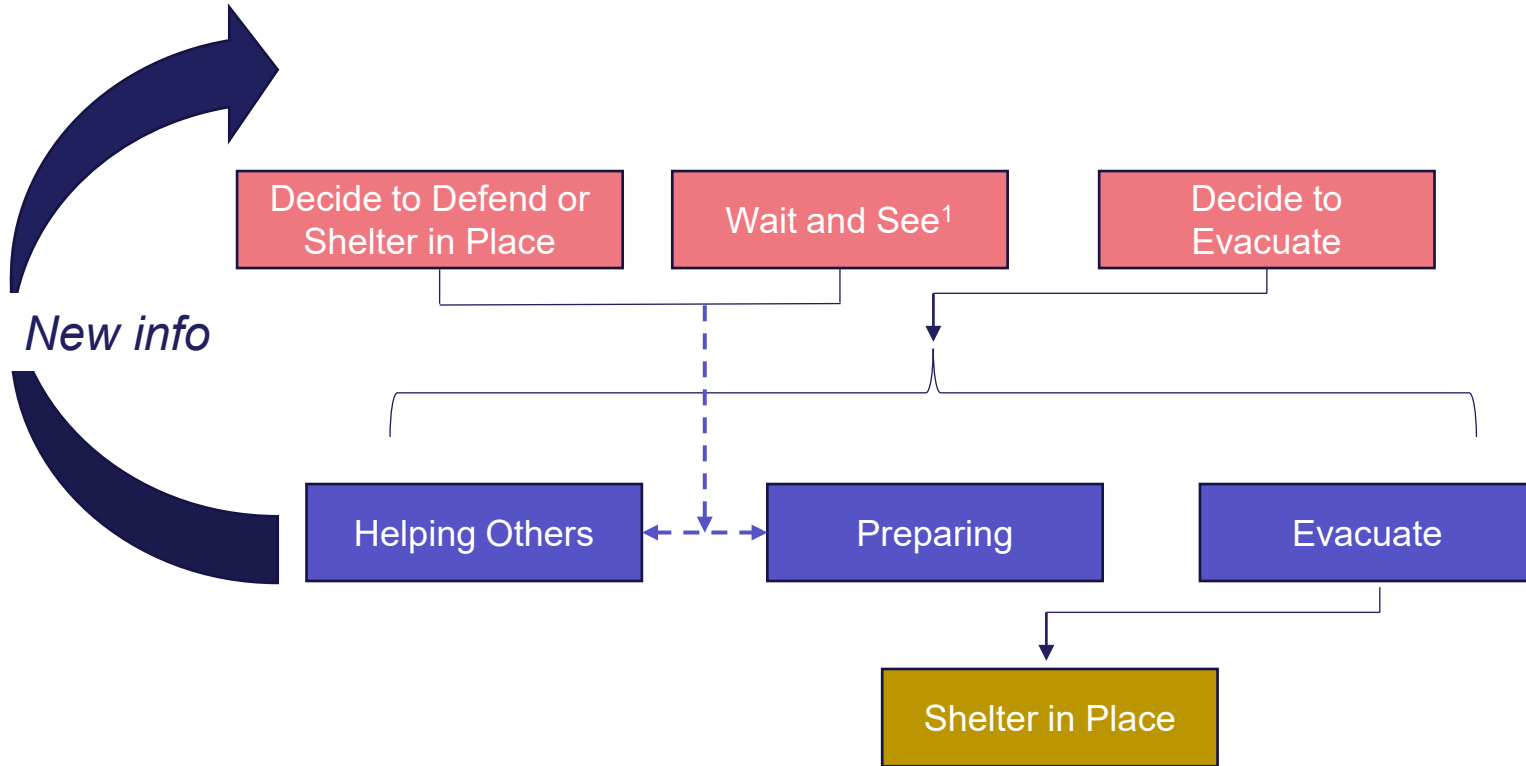 Decide to Defend or
Shelter in Place
Wait and See¹
Decide to
Evacuate
New info
Helping Others
Preparing
Evacuate
Shelter in Place